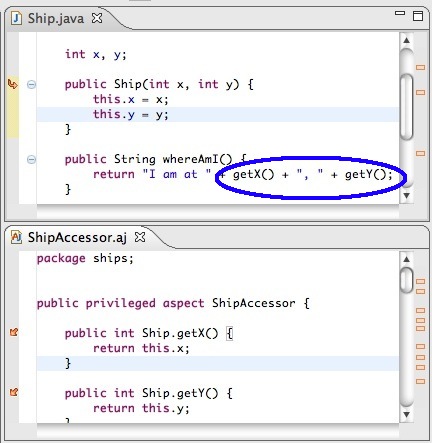 Ship.java
int x, y;
public Ship(int x, int y) {
this.x = x;
this.y = y;
}
public String whereAmI() {
return "I am at " + getX() + ", " + getY();
}
ShipAccessor.aj
package ships;
public privileged aspect ShipAccessor {
public int Ship.getX() {
return this.x;
}
public int Ship.getY() {
return this.y;
}